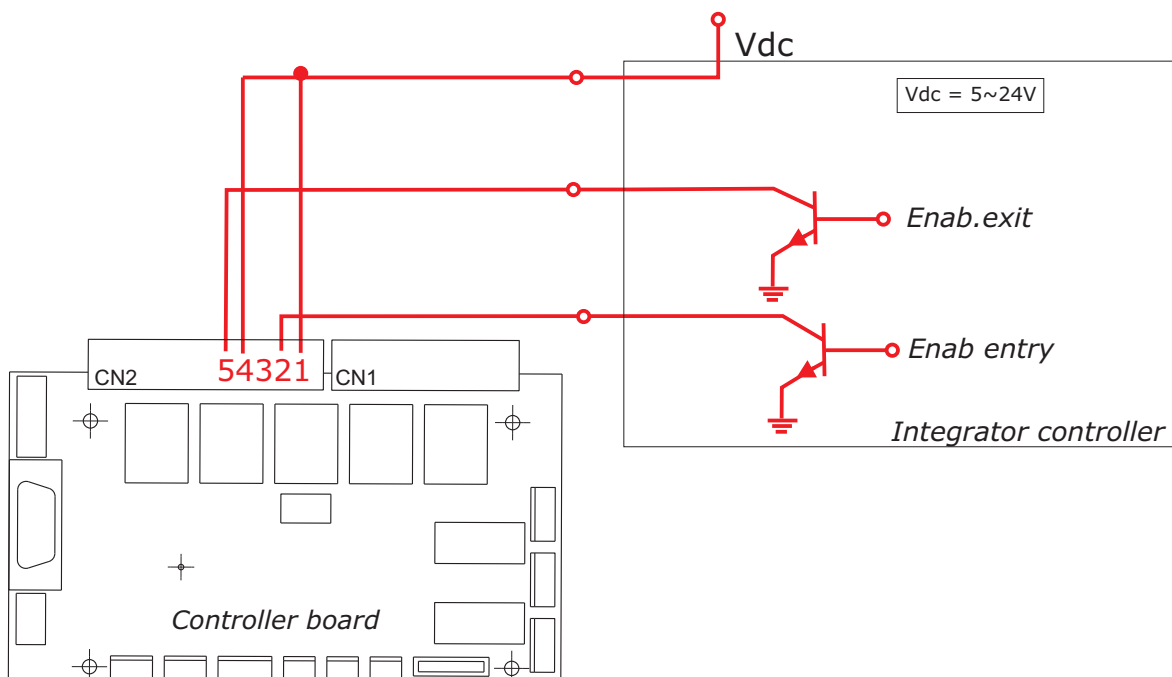 Vdc
Vdc = 5~24V
Enab.exit
Enab entry
Integrator controller
CN2
54321
CN1
Controller board